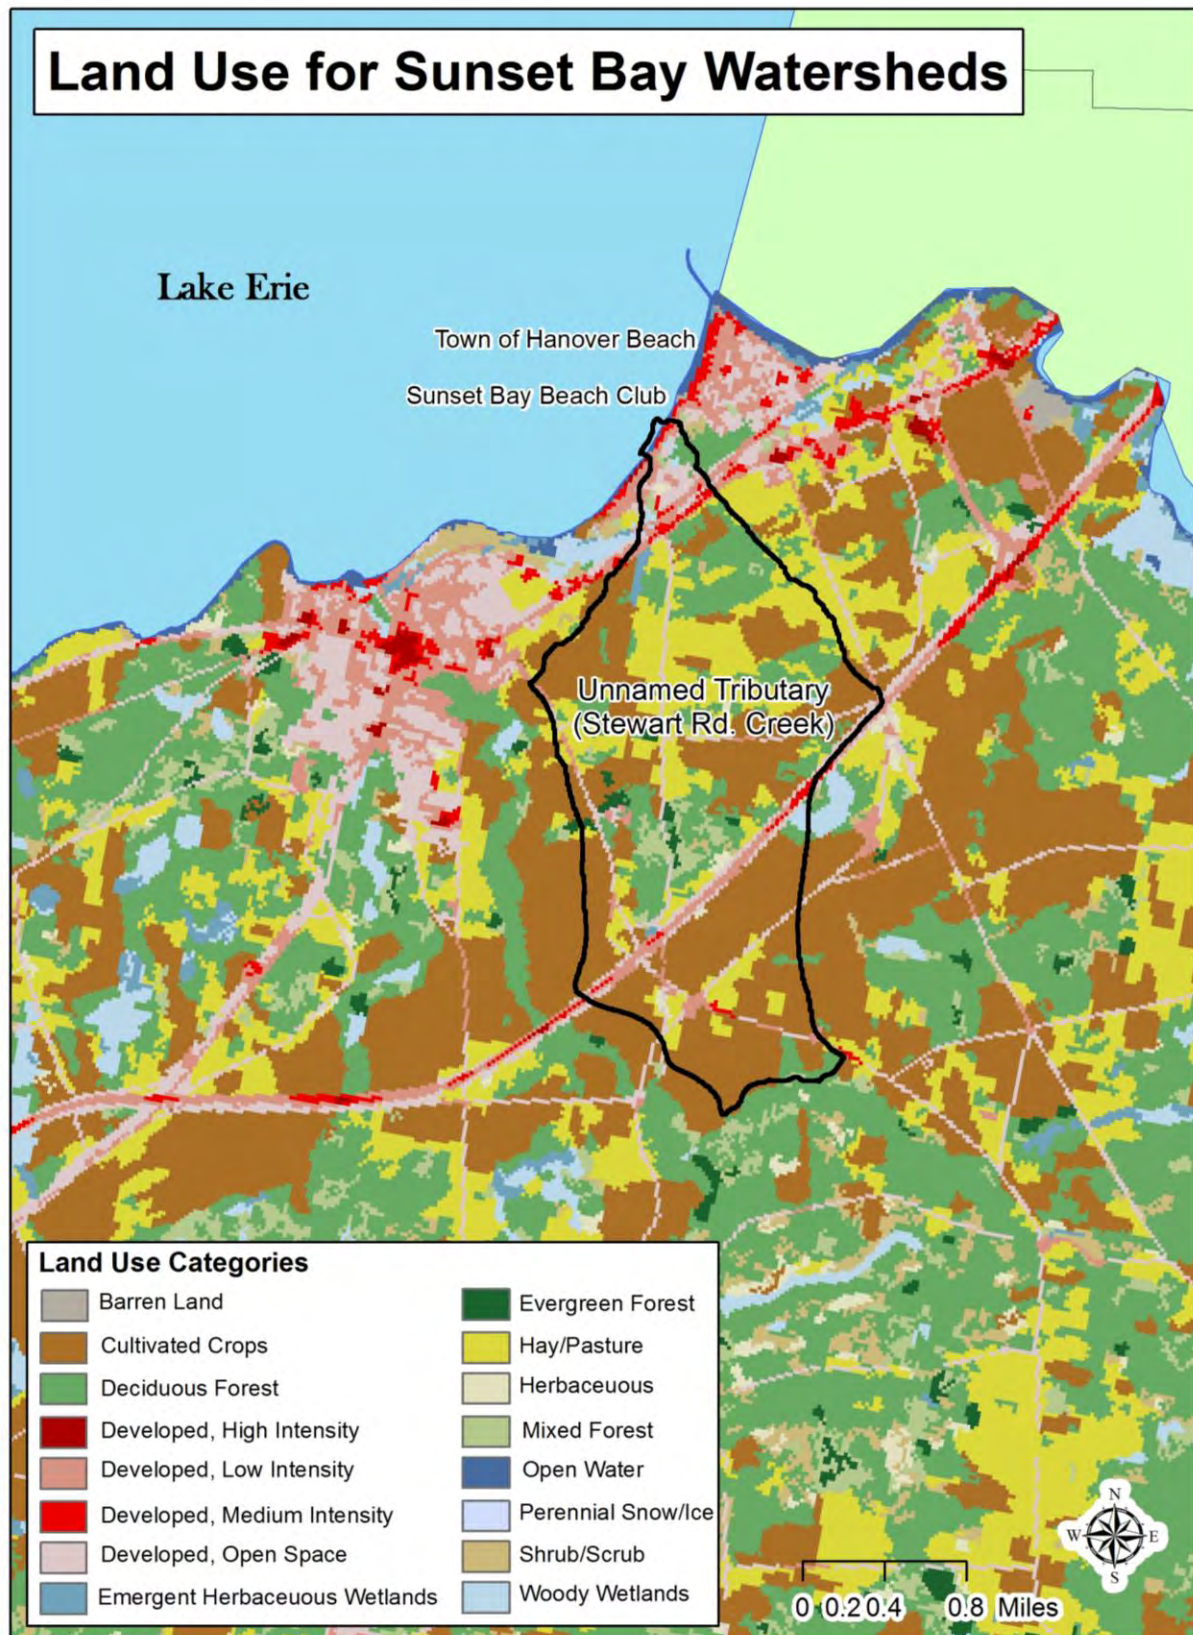 Land Use for Sunset Bay Watersheds
Lake Erie
Town of Hanover Beach
Sunset Bay Beach Club
Unnamed Tributary
(Stewart Rd. Creek)
Land Use Categories
Barren Land
Cultivated Crops
Deciduous Forest
Developed, High Intensity
Developed, Low Intensity
Developed, Medium Intensity
Developed, Open Space
Emergent Herbaceous Wetlands
Evergreen Forest
Hay/Pasture
Herbaceuous
Mixed Forest
Open Water
Perennial Snow/Ice
Shrub/Scrub
Woody Wetlands
N
W E
S
0 0.2 0.4 0.8 Miles